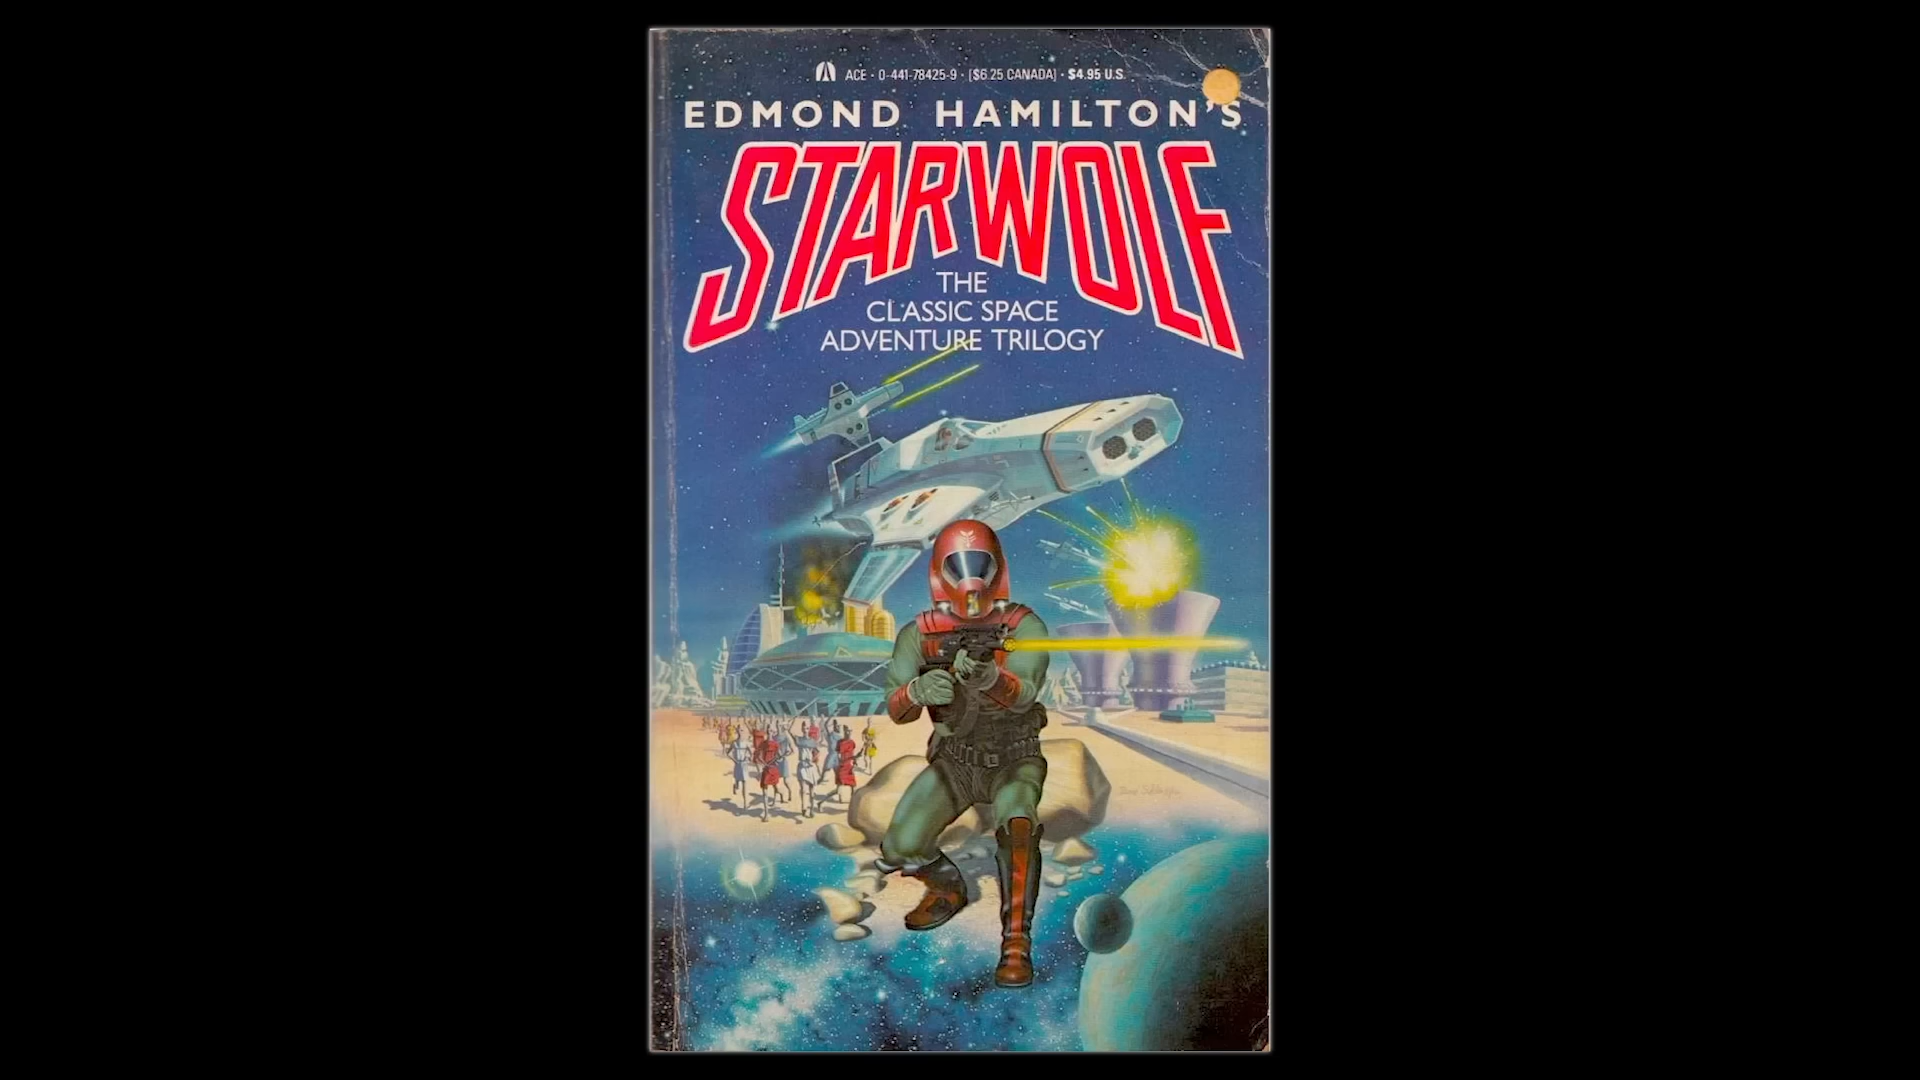 ACE · 0-441-78425-9 · [$6.25 CANADA] · $4.95 U.S.
EDMOND HAMILTON'S
STARWOLF
THE
CLASSIC SPACE
ADVENTURE TRILOGY